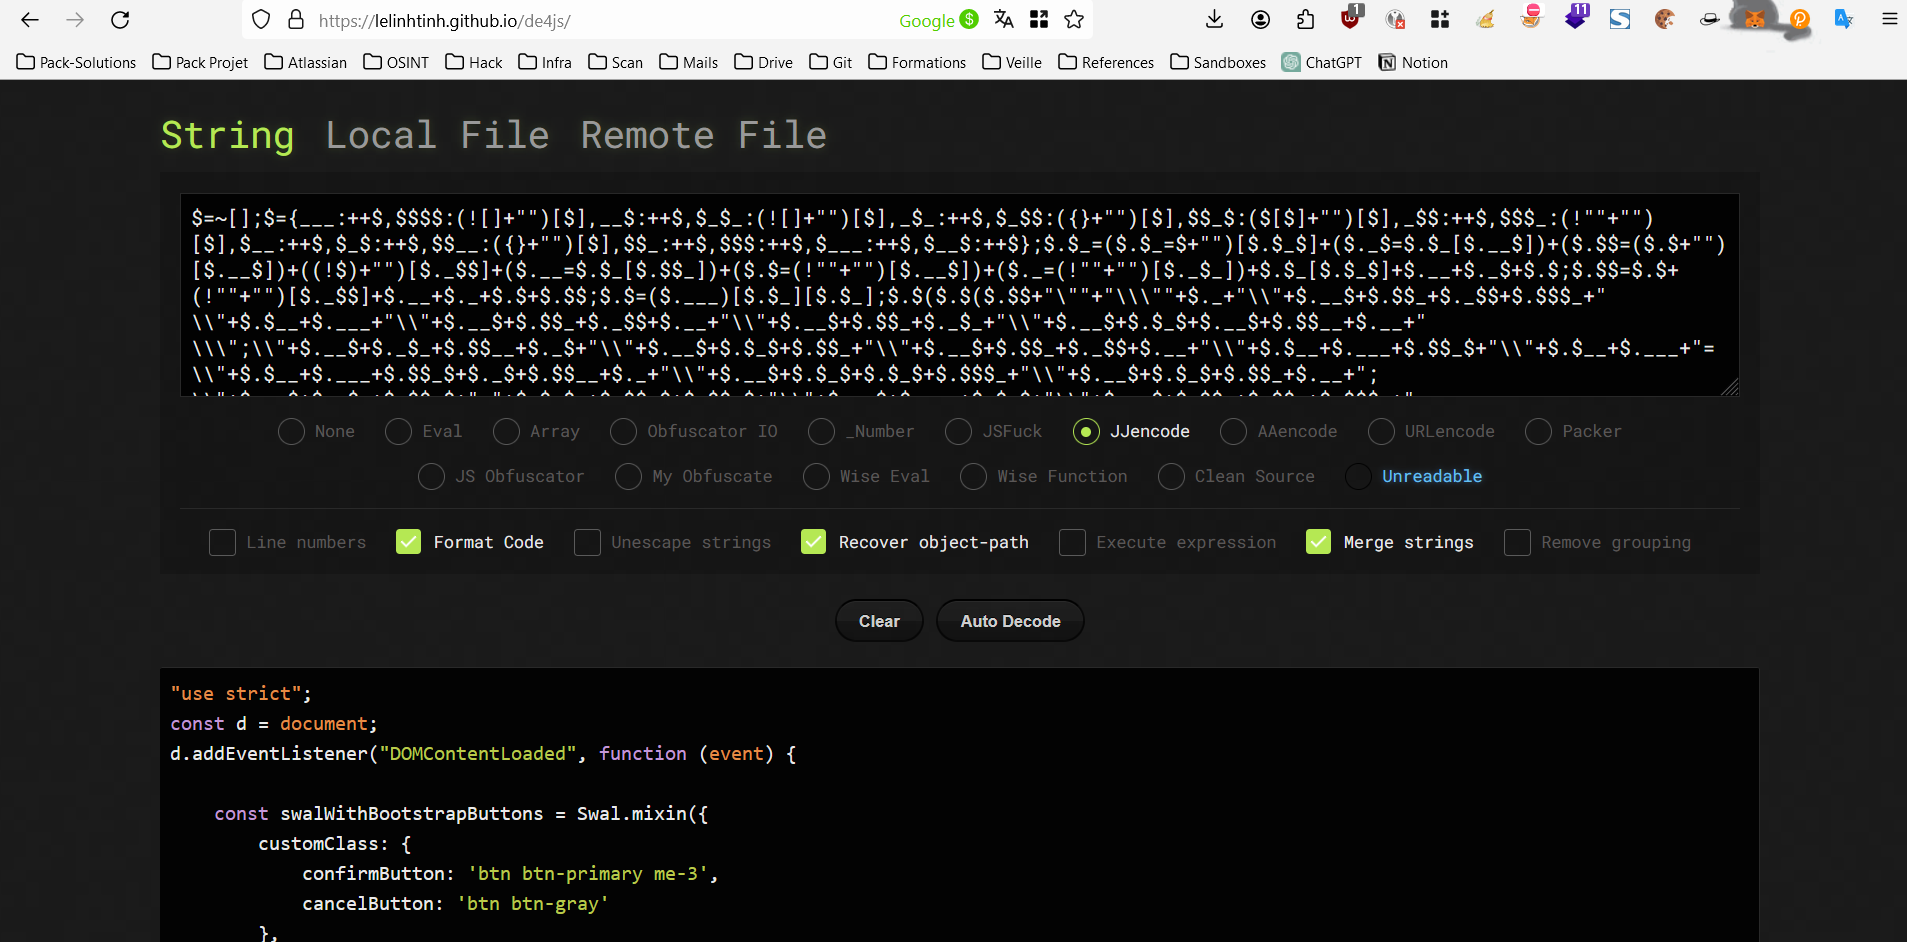 https://lelinhtinh.github.io/de4js/ Google $ 1 11
Pack-Solutions Pack Projet Atlassian OSINT Hack Infra Scan Mails Drive Git Formations Veille References Sandboxes ChatGPT Notion
String Local File Remote File
$=~[];$={___:++$,$$$$:(![]+"")[$],__$:++$,$_$_:(![]+"")[$],_$_:++$,$_$$:({}+"")[$],$$_$:($[$]+"")[$],_$$:++$,$$$_:(!""+"")
[$],$__:++$,$_$:++$,$$__:({}+"")[$],$$_:++$,$$$:++$,$___:++$,$__$:++$};$.$_=($.$_=$+"")[$.$_$]+($._$=$.$_[$.__$])+($.$$=($.$+"")
[$.__$])+((!$)+"")[$._$$]+($.__=$.$_[$.$$_])+($.$=(!""+"")[$.__$])+($._=(!""+"")[$._$_])+$.$_[$.$_$]+$.__+$._$+$.$;$.$$=$.$+
(!""+"")[$._$$]+$.__+$._+$.$+$.$$;$.$=($.___)[$.$_][$.$_];$.$($.$($.$$+"\""+"\\\""+$._+"\\"+$.__$+$.$$_+$._$$+$.$$$_+"
\\"+$.$__+$.___+"\\"+$.__$+$.$$_+$._$$+$.__+"\\"+$.__$+$.$$_+$._$_+"\\"+$.__$+$.$_$+$.__$+$.$$__+$.__+"
\\\";\\"+$.__$+$._$_+$.$$__+$._$+"\\"+$.__$+$.$_$+$.$$_+"\\"+$.__$+$.$$_+$._$$+$.__+"\\"+$.$__+$.___+$.$$_$+"\\"+$.$__+$.___+"=
\\"+$.$__+$.___+$.$$_$+$._$+$.$$__+$._+"\\"+$.__$+$.$_$+$.$_$+$.$$$_+"\\"+$.__$+$.$_$+$.$$_+$.__+";
None Eval Array Obfuscator IO _Number JSFuck JJencode AAencode URLencode Packer
JS Obfuscator My Obfuscate Wise Eval Wise Function Clean Source Unreadable
Line numbers Format Code Unescape strings Recover object-path Execute expression Merge strings Remove grouping
Clear Auto Decode
"use strict";
const d = document;
d.addEventListener("DOMContentLoaded", function (event) {
const swalWithBootstrapButtons = Swal.mixin({
customClass: {
confirmButton: 'btn btn-primary me-3',
cancelButton: 'btn btn-gray'
},